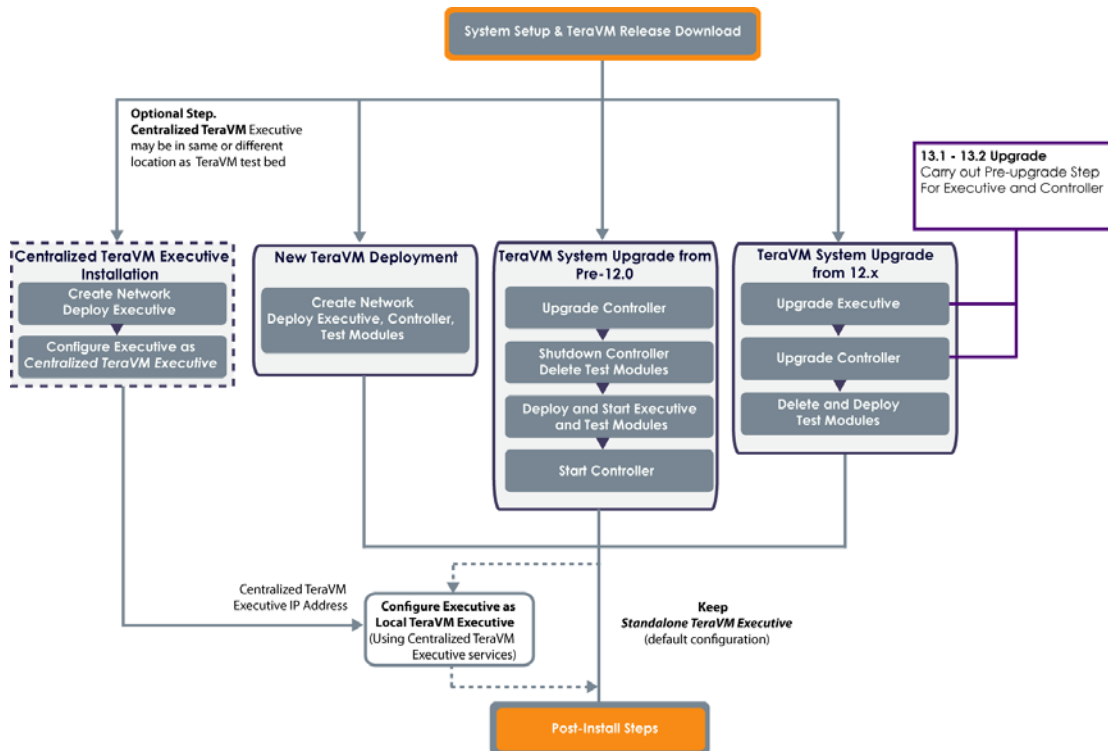 System Setup & TeraVM Release Download
Optional Step.
Centralized TeraVM Executive
may be in same or different
location as TeraVM test bed
13.1 - 13.2 Upgrade
Carry out Pre-upgrade Step
For Executive and Controller
Centralized TeraVM Executive
Installation
Create Network
Deploy Executive
Configure Executive as
Centralized TeraVM Executive
New TeraVM Deployment
Create Network
Deploy Executive, Controller,
Test Modules
TeraVM System Upgrade from
Pre-12.0
Upgrade Controller
Shutdown Controller
Delete Test Modules
Deploy and Start Executive
and Test Modules
Start Controller
TeraVM System Upgrade
from 12.x
Upgrade Executive
Upgrade Controller
Delete and Deploy
Test Modules
Centralized TeraVM
Executive IP Address
Configure Executive as
Local TeraVM Executive
(Using Centralized TeraVM
Executive services)
Keep
Standalone TeraVM Executive
(default configuration)
Post-Install Steps